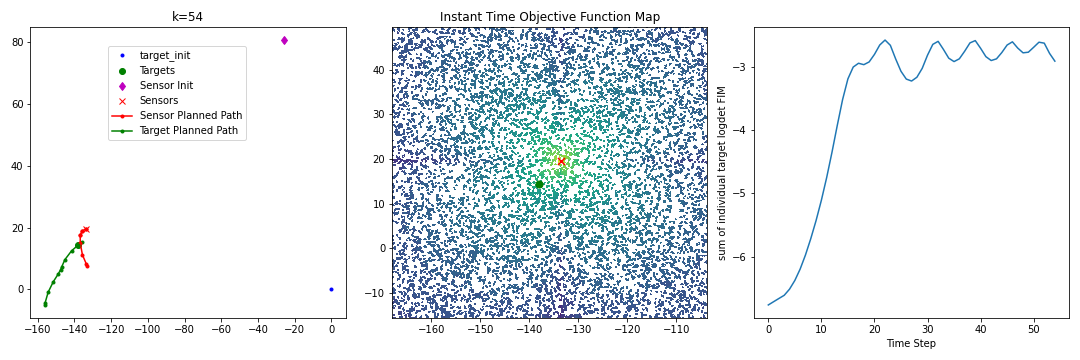 k=54
80
60
40
20
0
−160 −140 −120 −100 −80 −60 −40 −20 0
target_init
Targets
Sensor Init
Sensors
Sensor Planned Path
Target Planned Path
Instant Time Objective Function Map
40
30
20
10
0
−10
−160 −150 −140 −130 −120 −110
sum of individual target logdet FIM
−3
−4
−5
−6
0 10 20 30 40 50
Time Step